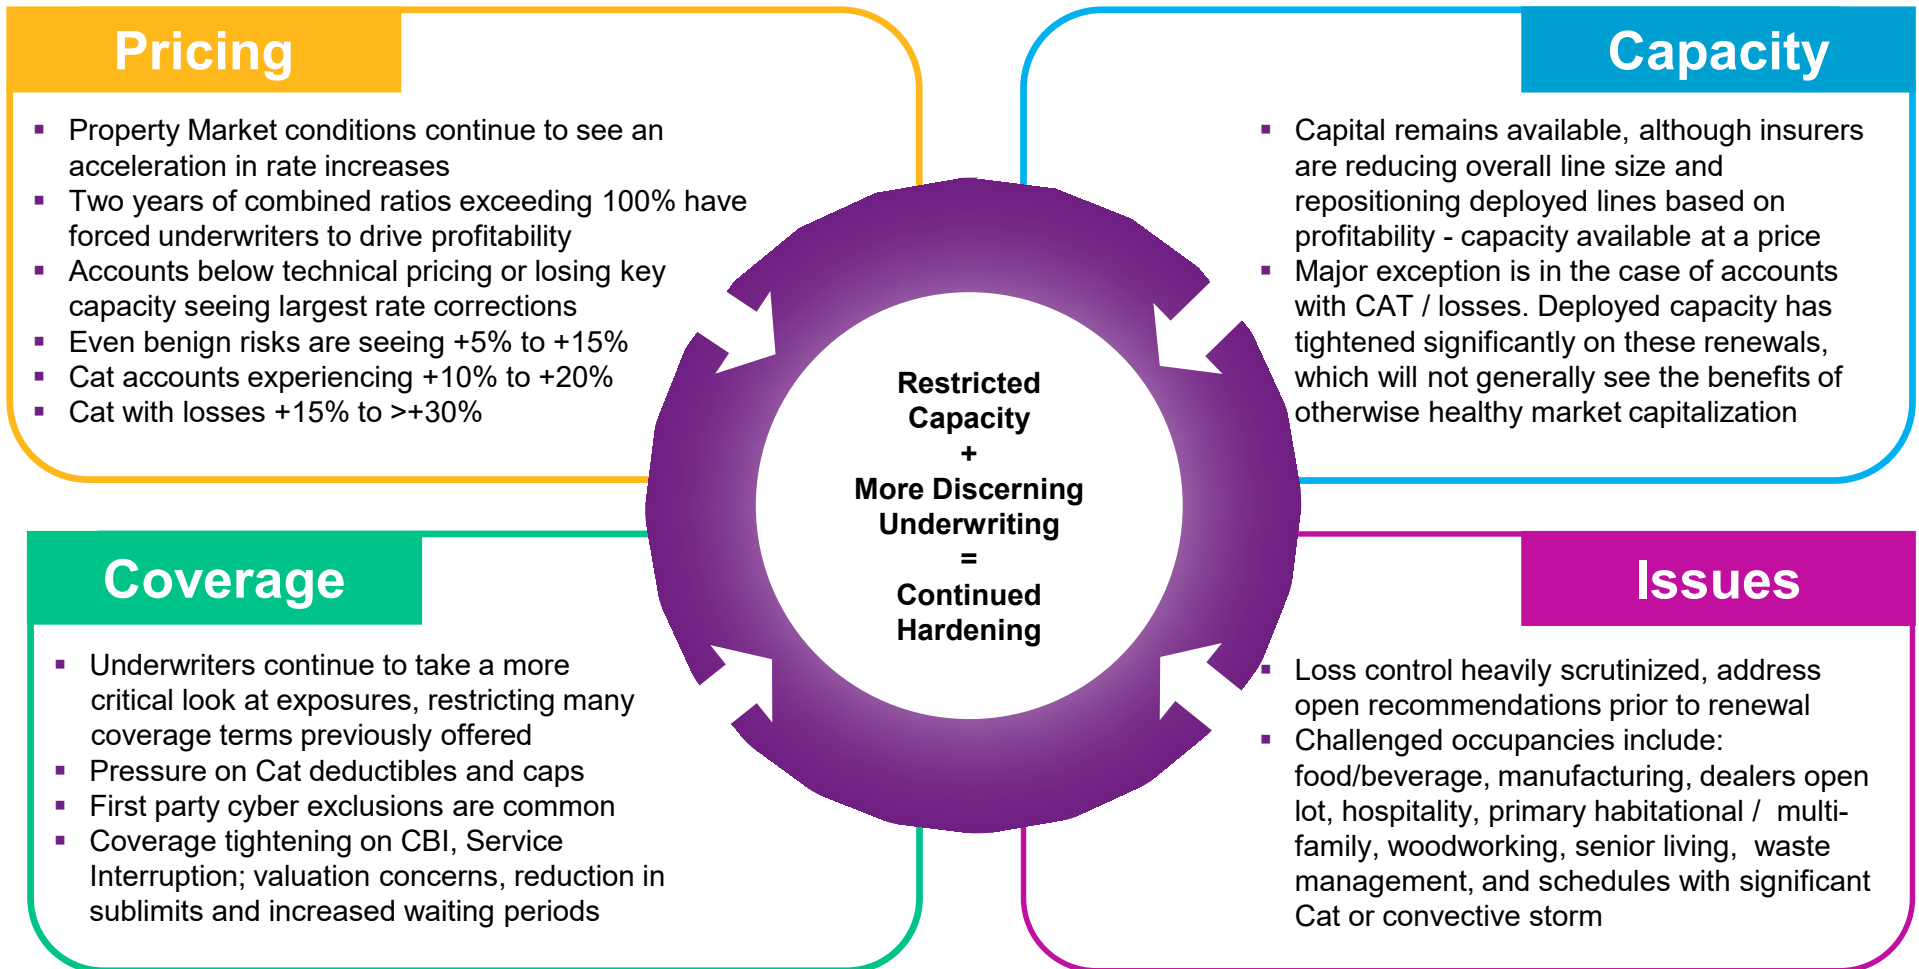 Pricing
▪ Property Market conditions continue to see an
acceleration in rate increases
▪ Two years of combined ratios exceeding 100% have
forced underwriters to drive profitability
▪ Accounts below technical pricing or losing key
capacity seeing largest rate corrections
▪ Even benign risks are seeing +5% to +15%
▪ Cat accounts experiencing +10% to +20%
▪ Cat with losses +15% to >+30%
Capacity
▪ Capital remains available, although insurers
are reducing overall line size and
repositioning deployed lines based on
profitability - capacity available at a price
▪ Major exception is in the case of accounts
with CAT / losses. Deployed capacity has
tightened significantly on these renewals,
which will not generally see the benefits of
otherwise healthy market capitalization
Restricted
Capacity
+
More Discerning
Underwriting
=
Continued
Hardening
Coverage
▪ Underwriters continue to take a more
critical look at exposures, restricting many
coverage terms previously offered
▪ Pressure on Cat deductibles and caps
▪ First party cyber exclusions are common
▪ Coverage tightening on CBI, Service
Interruption; valuation concerns, reduction in
sublimits and increased waiting periods
Issues
▪ Loss control heavily scrutinized, address
open recommendations prior to renewal
▪ Challenged occupancies include:
food/beverage, manufacturing, dealers open
lot, hospitality, primary habitational / multi-
family, woodworking, senior living, waste
management, and schedules with significant
Cat or convective storm